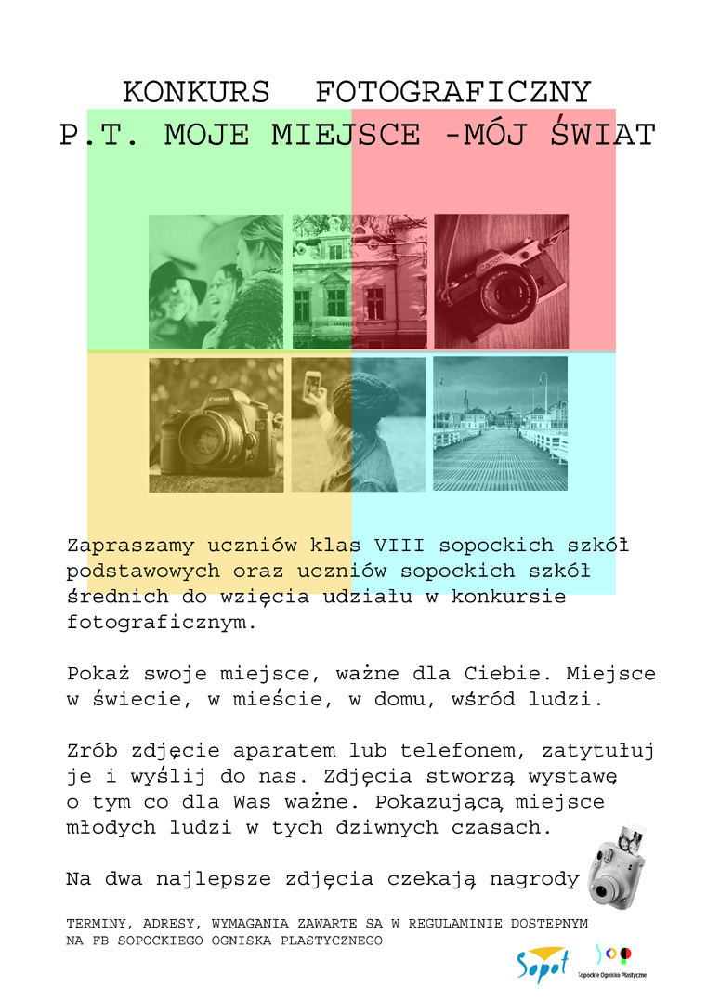 KONKURS FOTOGRAFICZNY
P.T. MOJE MIEJSCE -MÓJ ŚWIAT
Canon
Canon
Zapraszamy uczniów klas VIII sopockich szkół
podstawowych oraz uczniów sopockich szkół
średnich do wzięcia udziału w konkursie
fotograficznym.
Pokaż swoje miejsce, ważne dla Ciebie. Miejsce
w świecie, w mieście, w domu, wśród ludzi.
Zrób zdjęcie aparatem lub telefonem, zatytułuj
je i wyślij do nas. Zdjęcia stworzą wystawę
o tym co dla Was ważne. Pokazującą miejsce
młodych ludzi w tych dziwnych czasach.
Na dwa najlepsze zdjęcia czekają nagrody
TERMINY, ADRESY, WYMAGANIA ZAWARTE SA W REGULAMINIE DOSTEPNYM
NA FB SOPOCKIEGO OGNISKA PLASTYCZNEGO
Sopot
SOP
Sopockie Ognisko Plastyczne